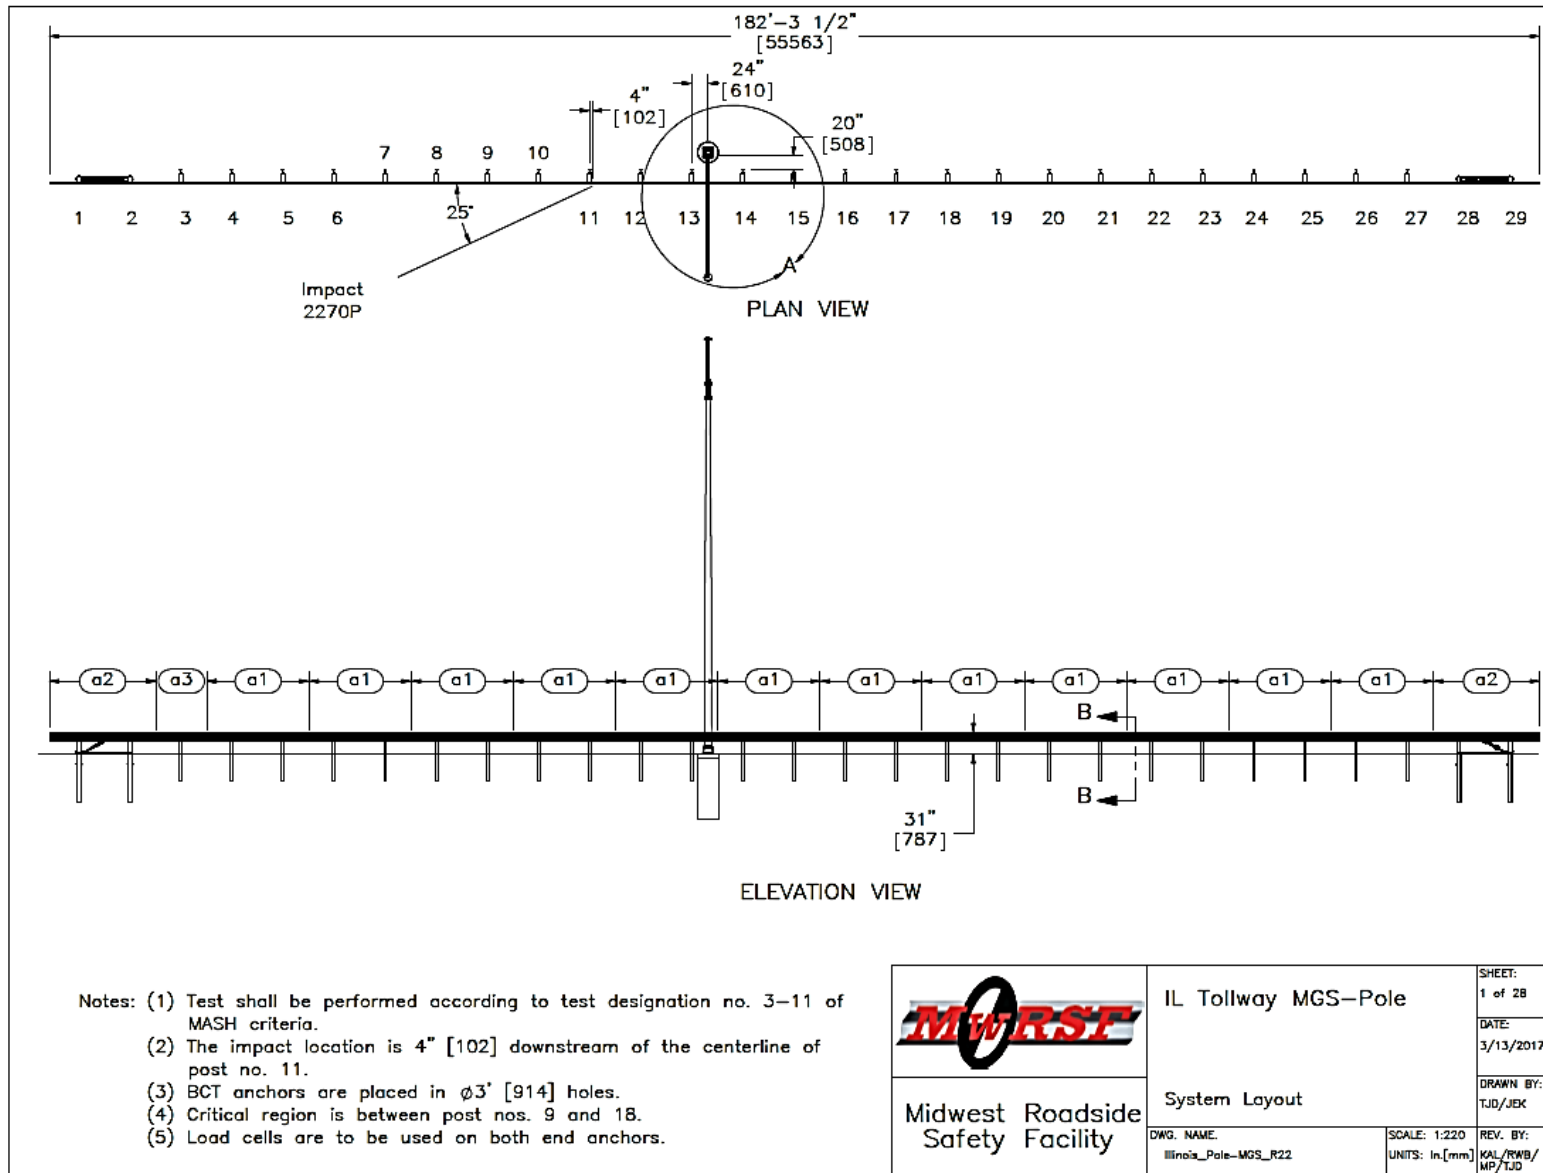 182'-3 1/2"
[55563]
24"
[610]
4"
[102]
20"
[508]
7 8 9 10
1 2 3 4 5 6 11 12 13 14 15 16 17 18 19 20 21 22 23 24 25 26 27 28 29
25°
A
Impact
2270P
PLAN VIEW
a2 a3 a1 a1 a1 a1 a1 a1 a1 a1 a1 a1 a1 a1 a2
B
B
31"
[787]
ELEVATION VIEW
Notes: (1) Test shall be performed according to test designation no. 3-11 of
MASH criteria.
(2) The impact location is 4" [102] downstream of the centerline of
post no. 11.
(3) BCT anchors are placed in ø3' [914] holes.
(4) Critical region is between post nos. 9 and 18.
(5) Load cells are to be used on both end anchors.
MwRSF
Midwest Roadside
Safety Facility
IL Tollway MGS-Pole
System Layout
SHEET:
1 of 28
DATE:
3/13/2017
DRAWN BY:
TJD/JEK
DWG. NAME.
Illinois_Pole-MGS_R22
SCALE: 1:220
UNITS: In.[mm]
REV. BY:
KAL/RWB/
MP/TJD